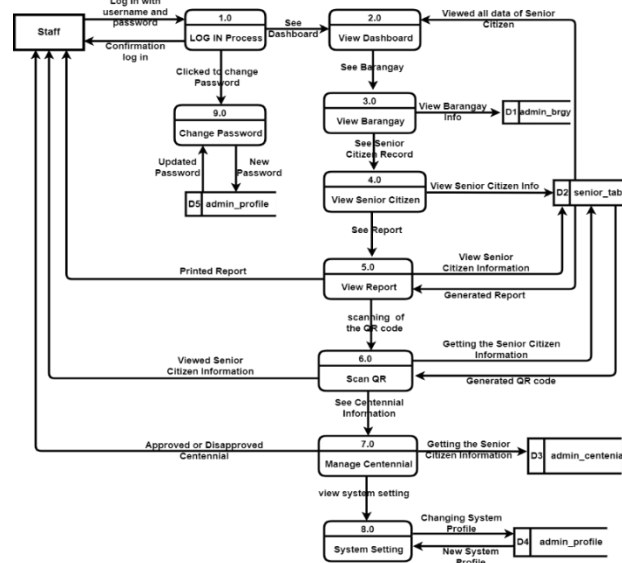 Log in with
username and
password
Staff
Confirmation
log in
1.0
LOG IN Process
See
Dashboard
2.0
View Dashboard
Viewed all data of Senior
Citizen
Clicked to change
Password
See Barangay
9.0
Change Password
3.0
View Barangay
View Barangay
Info
D1 admin_brgy
See Senior
Citizen Record
Updated
Password
New
Password
D5 admin_profile
4.0
View Senior Citizen
View Senior Citizen Info
D2 senior_tab
See Report
5.0
View Report
Printed Report
View Senior
Citizen Information
Generated Report
scanning of
the QR code
Viewed Senior
Citizen Information
6.0
Scan QR
Getting the Senior Citizen
Information
Generated QR code
See Centennial
Information
Approved or Disapproved
Centennial
7.0
Manage Centennial
Getting the Senior
Citizen Information
D3 admin_centenia
view system setting
8.0
System Setting
Changing System
Profile
New System
Profile
D4 admin_profile